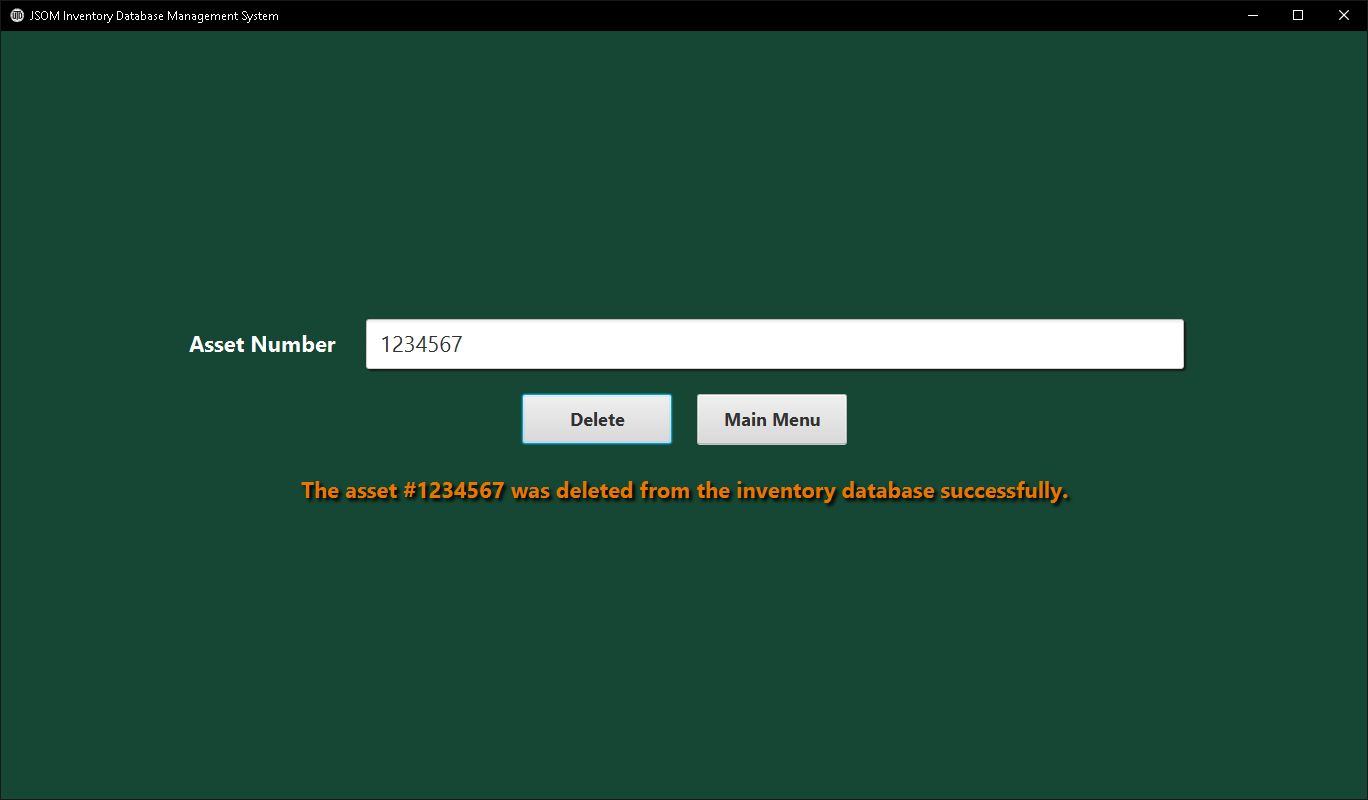 JSOM Inventory Database Management System
Asset Number 1234567
Delete Main Menu
The asset #1234567 was deleted from the inventory database successfully.